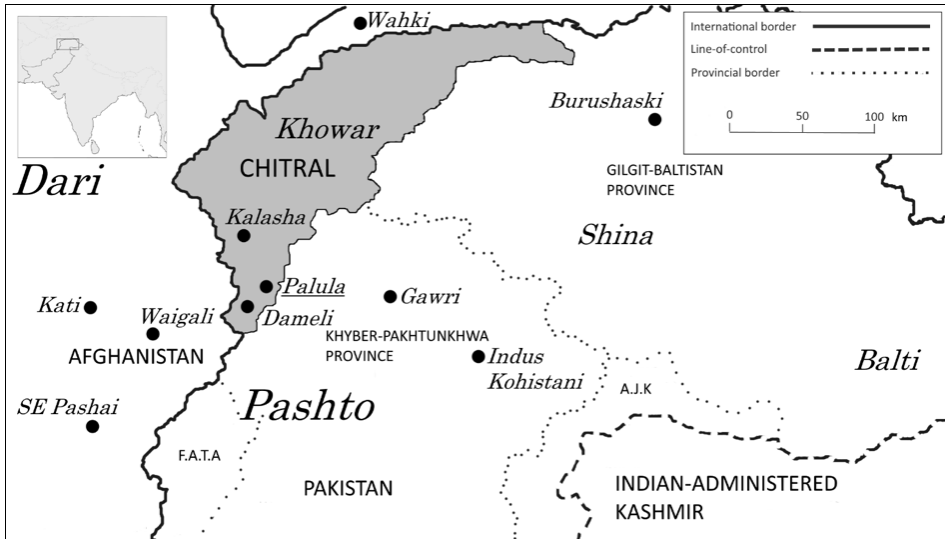 Wahki
International border
Line-of-control
Provincial border
0 50 100 km
Burushaski
Khowar
CHITRAL
Dari
GILGIT-BALTISTAN
PROVINCE
Kalasha
Shina
Palula
Kati
Gawri
Waigali
Dameli
KHYBER-PAKHTUNKHWA
PROVINCE
AFGHANISTAN
Indus
Kohistani
Balti
A.J.K
SE Pashai
Pashto
F.A.T.A
PAKISTAN
INDIAN-ADMINISTERED
KASHMIR